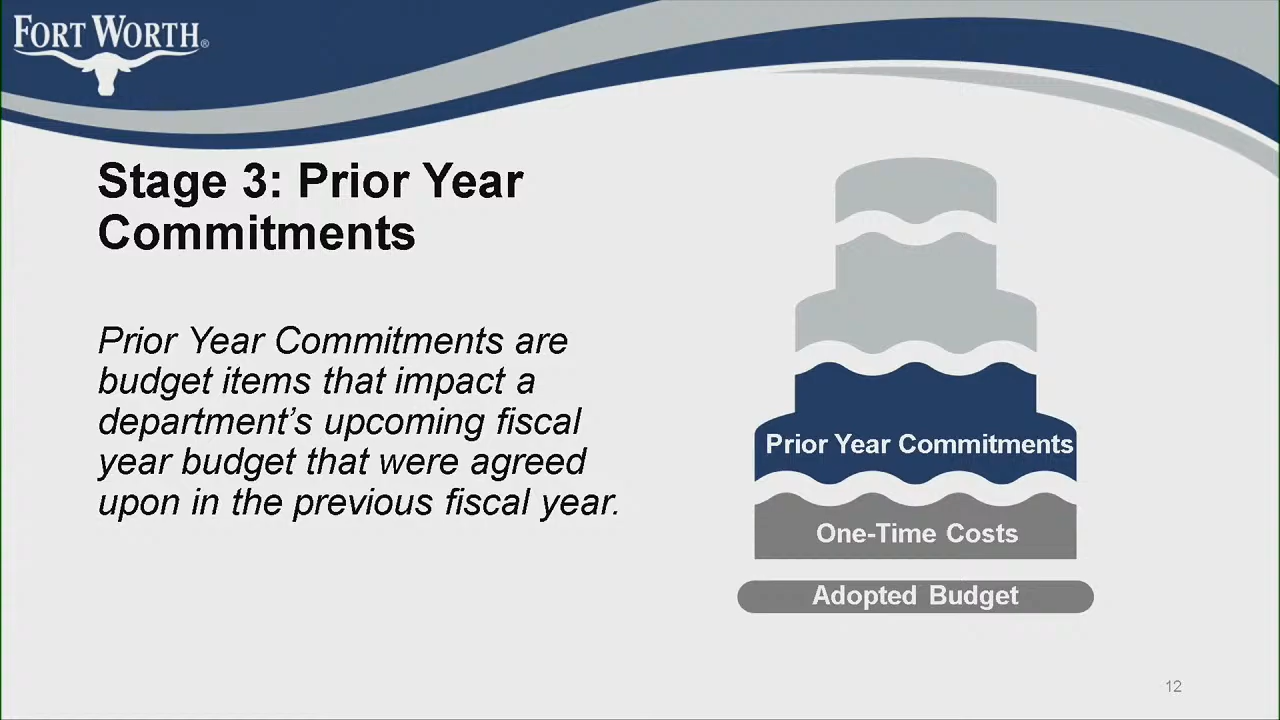 FORT WORTH®
Stage 3: Prior Year
Commitments
Prior Year Commitments are
budget items that impact a
department’s upcoming fiscal
year budget that were agreed
upon in the previous fiscal year.
Prior Year Commitments
One-Time Costs
Adopted Budget
12